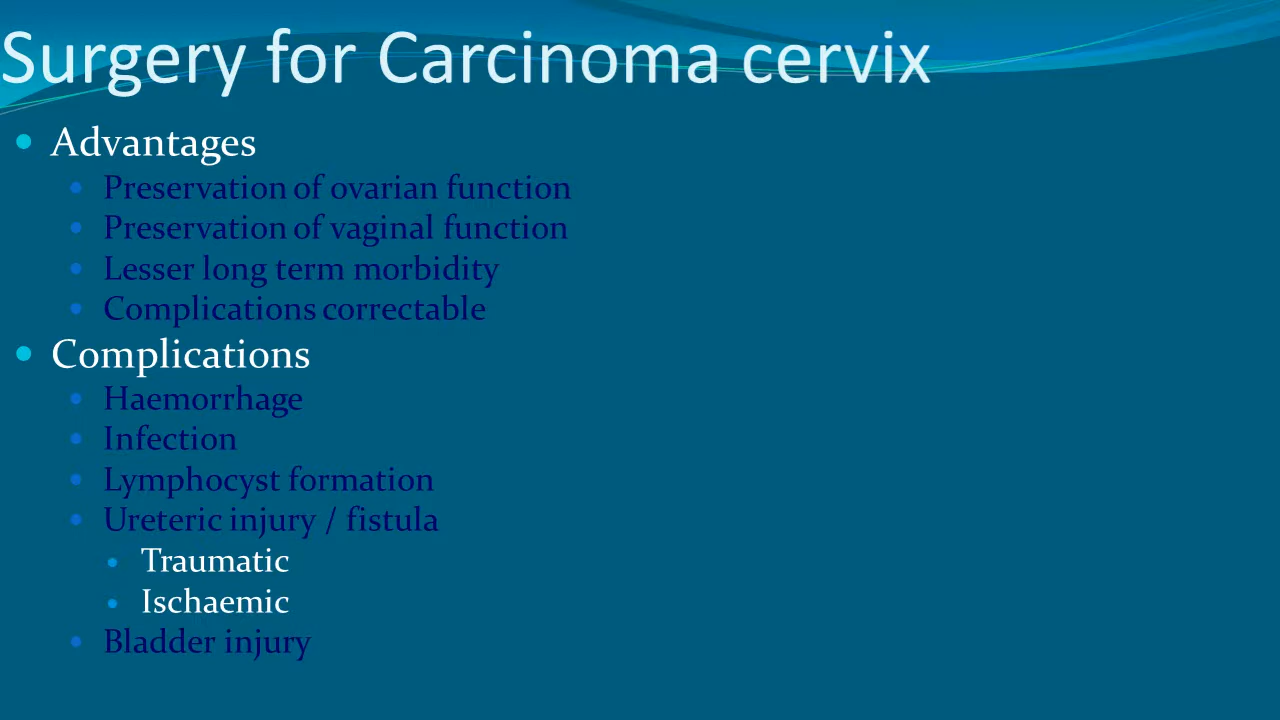 Surgery for Carcinoma cervix
Advantages
Preservation of ovarian function
Preservation of vaginal function
Lesser long term morbidity
Complications correctable
Complications
Haemorrhage
Infection
Lymphocyst formation
Ureteric injury / fistula
Traumatic
Ischaemic
Bladder injury